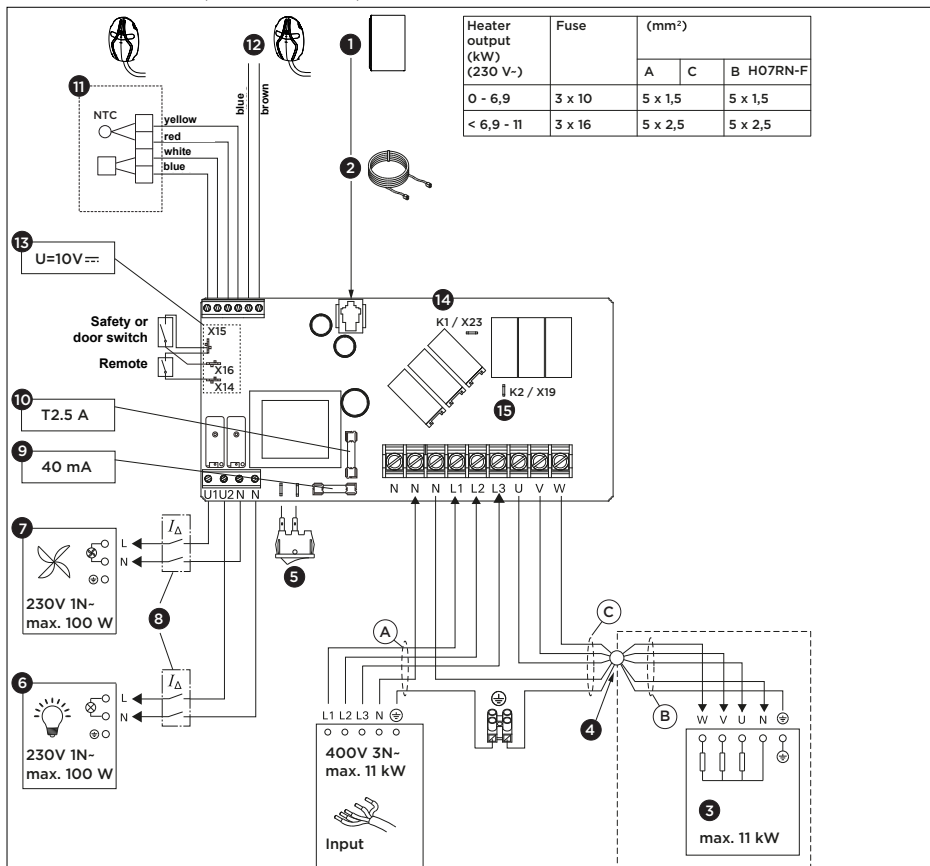 Heater output (kW) (230 V~)
Fuse
(mm²)
A
C
B H07RN-F
0 - 6,9
3 x 10
5 x 1,5
5 x 1,5
< 6,9 - 11
3 x 16
5 x 2,5
5 x 2,5
12
1
blue
brown
11
NTC
yellow
red
white
blue
2
13
U=10V
14
K1 / X23
Safety or
door switch
X15
Remote
X16
X14
K2 / X19
15
10
T2.5 A
9
40 mA
U1 U2 N N
N N N L1 L2 L3 U V W
7
L
N
230V 1N~
max. 100 W
IΔ
8
5
A
C
6
L
N
230V 1N~
max. 100 W
IΔ
L1 L2 L3 N
400V 3N~
max. 11 kW
Input
4
B
W V U N
3
max. 11 kW